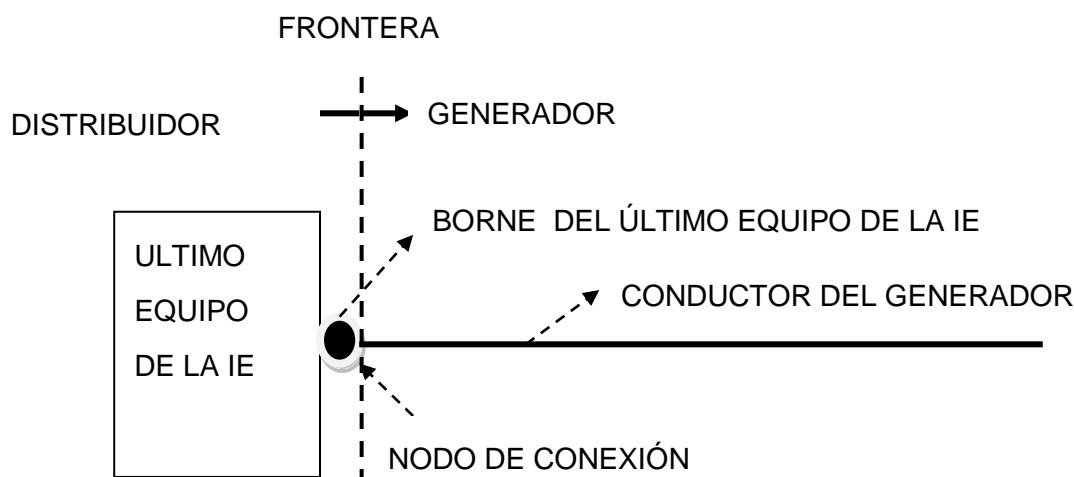 FRONTERA
DISTRIBUIDOR
GENERADOR
BORNE DEL ÚLTIMO EQUIPO DE LA IE
ULTIMO
EQUIPO
DE LA IE
CONDUCTOR DEL GENERADOR
NODO DE CONEXIÓN